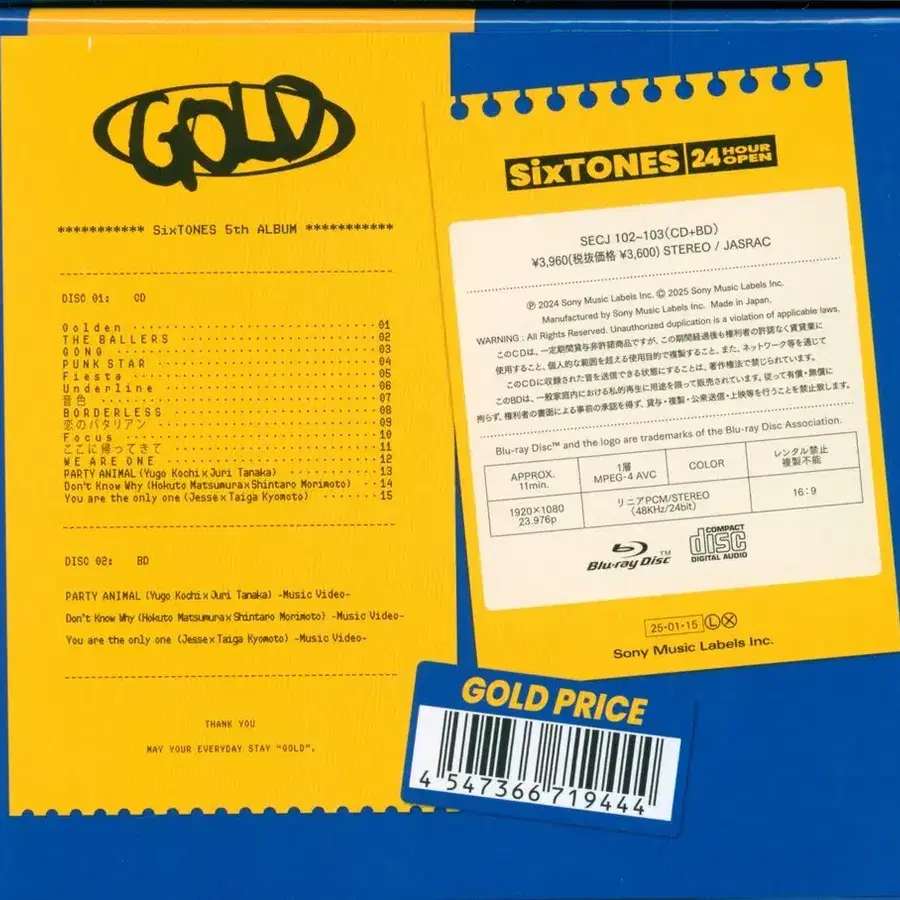 GOLD
*********** SixTONES 5th ALBUM ***********
DISC 01: CD
Golden 01
THE BALLERS 02
GONG 03
PUNK STAR 04
Fiesta 05
Underline 06
音色 07
BORDERLESS 08
恋のバタリアン 09
Focus 10
ここに帰ってきて 11
WE ARE ONE 12
PARTY ANIMAL (Yugo Kochi x Juri Tanaka) 13
Don't Know Why (Hokuto Matsumura x Shintaro Morimoto) 14
You are the only one (Jesse x Taiga Kyomoto) 15
DISC 02: BD
PARTY ANIMAL (Yugo Kochi x Juri Tanaka) -Music Video-
Don't Know Why (Hokuto Matsumura x Shintaro Morimoto) -Music Video-
You are the only one (Jesse x Taiga Kyomoto) -Music Video-
THANK YOU
MAY YOUR EVERYDAY STAY "GOLD".
SixTONES 24 HOUR OPEN
SECJ 102~103(CD+BD)
¥3,960(税抜価格 ¥3,600) STEREO / JASRAC
Ⓟ 2024 Sony Music Labels Inc. © 2025 Sony Music Labels Inc.
Manufactured by Sony Music Labels Inc. Made in Japan.
WARNING : All Rights Reserved. Unauthorized duplication is a violation of applicable laws.
このCDは、一定期間貸与非許諾商品ですが、この期間経過後も権利者の許諾なく賃貸業に
使用すること、個人的な範囲を超える使用目的で複製すること、また、ネットワーク等を通じて
このCDに収録された音を送信できる状態にすることは、著作権法で禁じられています。
このBDは、一般家庭内における私的再生に用途を限って販売されています。従って有償・無償に
拘らず、権利者の書面による事前の承認を得ず、貸与・複製・公衆送信・上映等を行うことを禁止致します。
Blu-ray Disc™ and the logo are trademarks of the Blu-ray Disc Association.
APPROX. 11min.
1層 MPEG-4 AVC
COLOR
レンタル禁止 複製不能
1920×1080 23.976p
リニアPCM/STEREO (48KHz/24bit)
16:9
Blu-ray Disc™
COMPACT disc DIGITAL AUDIO
25・01・15 Ⓛ Ⓧ
Sony Music Labels Inc.
GOLD PRICE
4 547366 719444